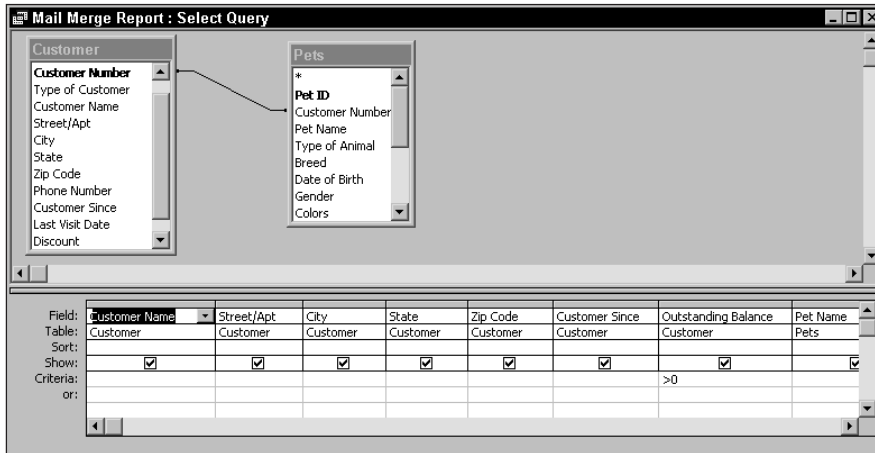 Mail Merge Report : Select Query
Customer
Customer Number
Type of Customer
Customer Name
Street/Apt
City
State
Zip Code
Phone Number
Customer Since
Last Visit Date
Discount
Pets
*
Pet ID
Customer Number
Pet Name
Type of Animal
Breed
Date of Birth
Gender
Colors
Field: Customer Name Street/Apt City State Zip Code Customer Since Outstanding Balance Pet Name
Table: Customer Customer Customer Customer Customer Customer Customer Pets
Sort:
Show:
Criteria: >0
or: